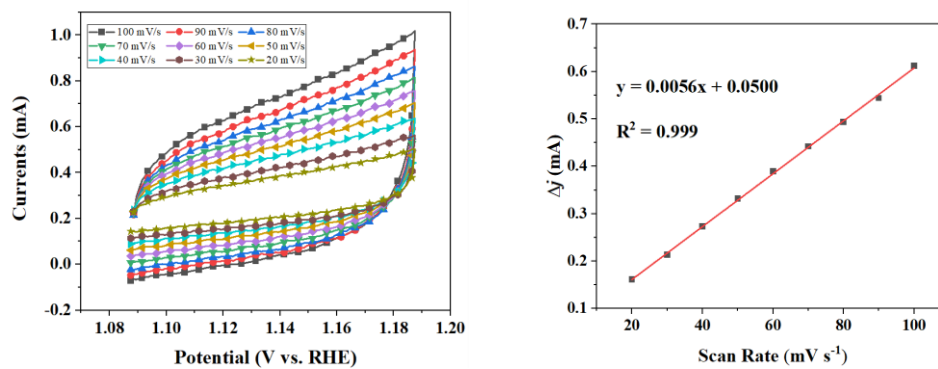 100 mV/s 90 mV/s 80 mV/s
70 mV/s 60 mV/s 50 mV/s
40 mV/s 30 mV/s 20 mV/s
Currents (mA)
1.0
0.8
0.6
0.4
0.2
0.0
-0.2
1.08 1.10 1.12 1.14 1.16 1.18 1.20
Potential (V vs. RHE)
y = 0.0056x + 0.0500
R² = 0.999
Δj (mA)
0.7
0.6
0.5
0.4
0.3
0.2
0.1
20 40 60 80 100
Scan Rate (mV s⁻¹)